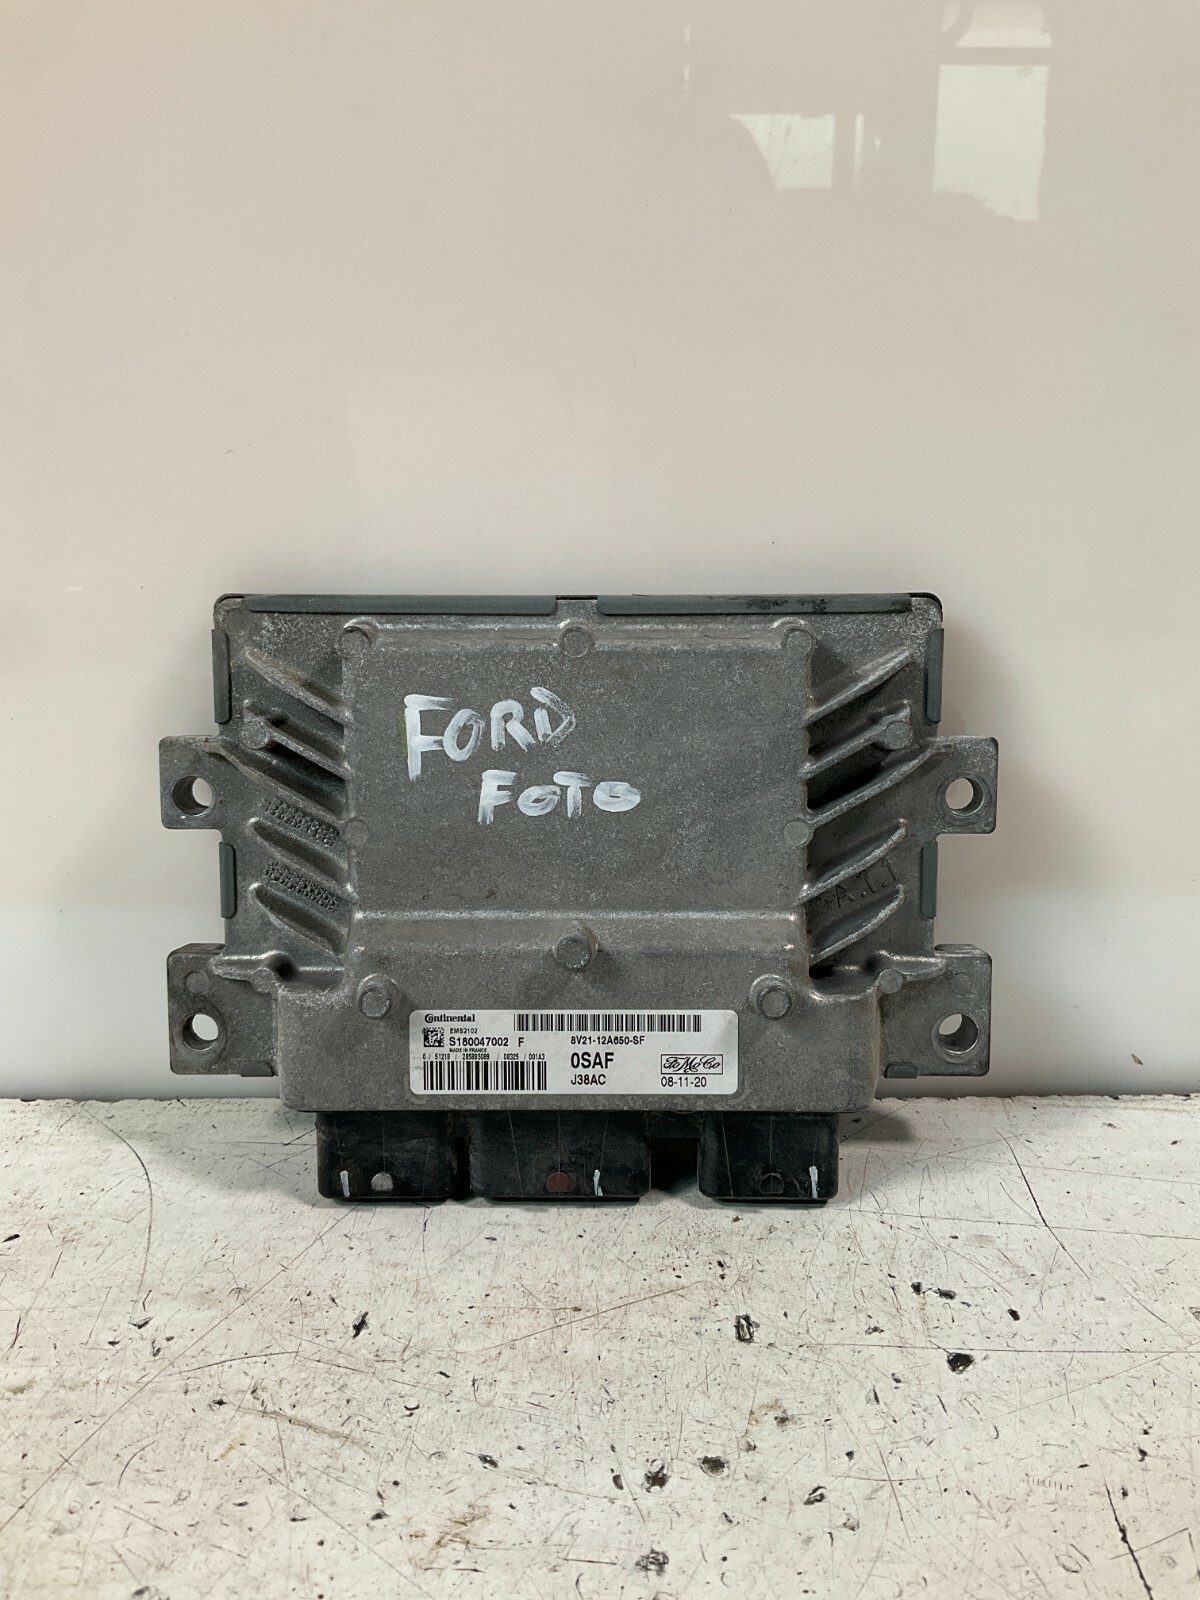 FORD
FOTO
Continental
EMS2102
S180047002 F
MADE IN FRANCE
8V21-12A650-SF
0SAF
J38AC
FoMoCo
08-11-20